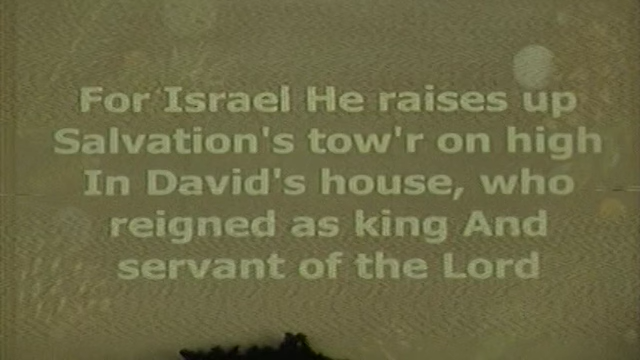 For Israel He raises up
Salvation's tow'r on high
In David's house, who
reigned as king And
servant of the Lord